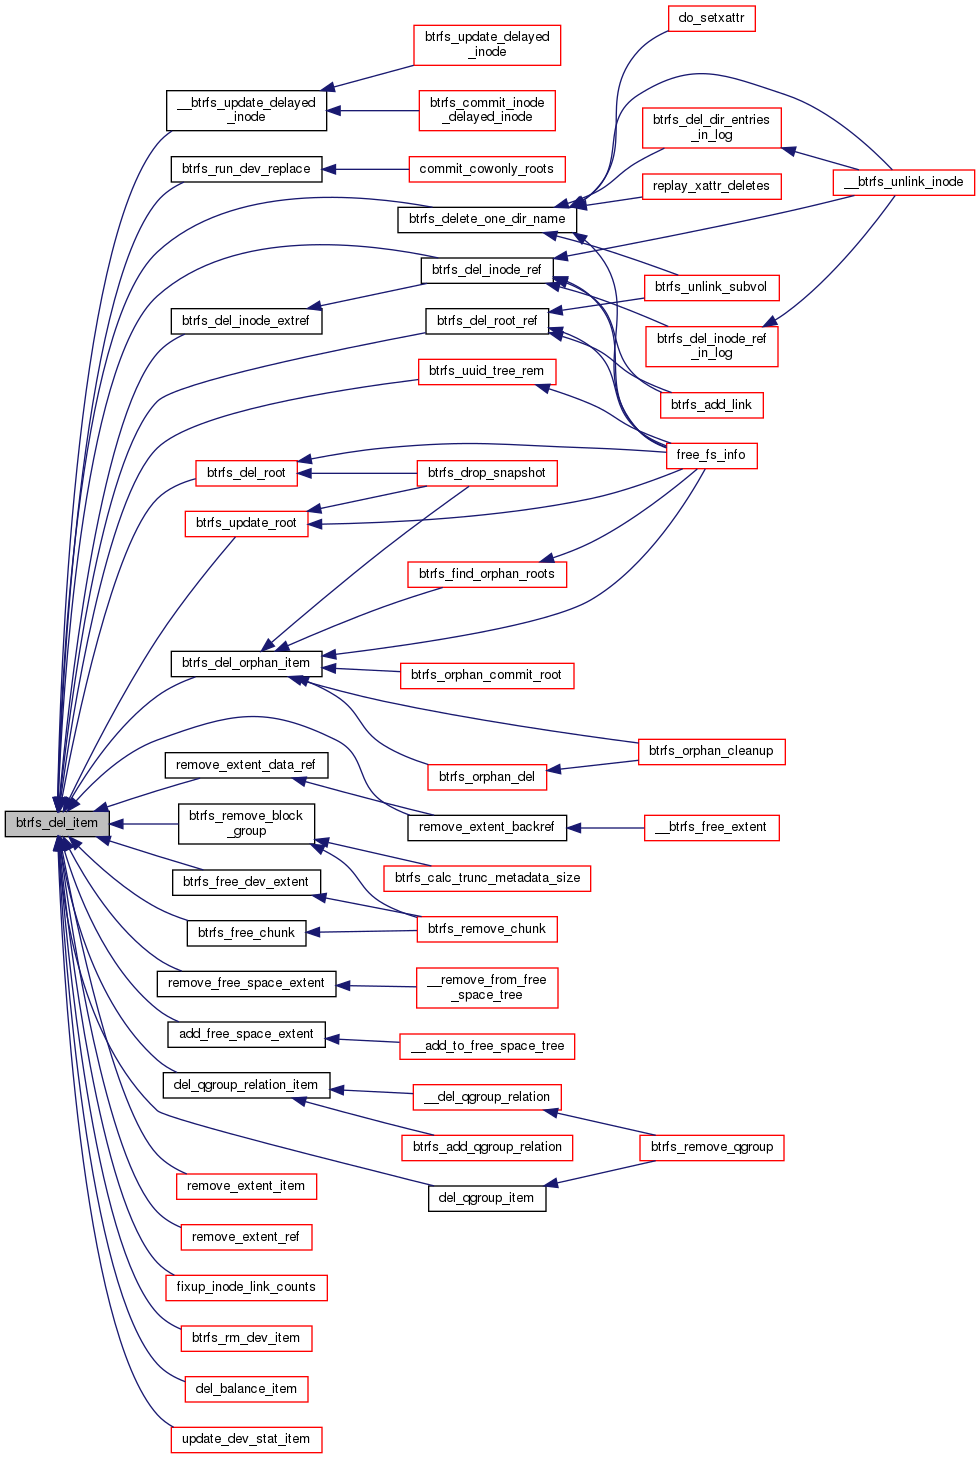 do_setxattr
btrfs_update_delayed
_inode
__btrfs_update_delayed
_inode
btrfs_commit_inode
_delayed_inode
btrfs_del_dir_entries
_in_log
btrfs_run_dev_replace
commit_cowonly_roots
replay_xattr_deletes
__btrfs_unlink_inode
btrfs_delete_one_dir_name
btrfs_del_inode_ref
btrfs_unlink_subvol
btrfs_del_inode_extref
btrfs_del_root_ref
btrfs_del_inode_ref
_in_log
btrfs_uuid_tree_rem
btrfs_add_link
free_fs_info
btrfs_del_root
btrfs_drop_snapshot
btrfs_update_root
btrfs_find_orphan_roots
btrfs_del_orphan_item
btrfs_orphan_commit_root
btrfs_orphan_cleanup
remove_extent_data_ref
btrfs_orphan_del
btrfs_del_item
btrfs_remove_block
_group
remove_extent_backref
__btrfs_free_extent
btrfs_free_dev_extent
btrfs_calc_trunc_metadata_size
btrfs_free_chunk
btrfs_remove_chunk
remove_free_space_extent
__remove_from_free
_space_tree
add_free_space_extent
__add_to_free_space_tree
del_qgroup_relation_item
__del_qgroup_relation
btrfs_add_qgroup_relation
btrfs_remove_qgroup
remove_extent_item
del_qgroup_item
remove_extent_ref
fixup_inode_link_counts
btrfs_rm_dev_item
del_balance_item
update_dev_stat_item